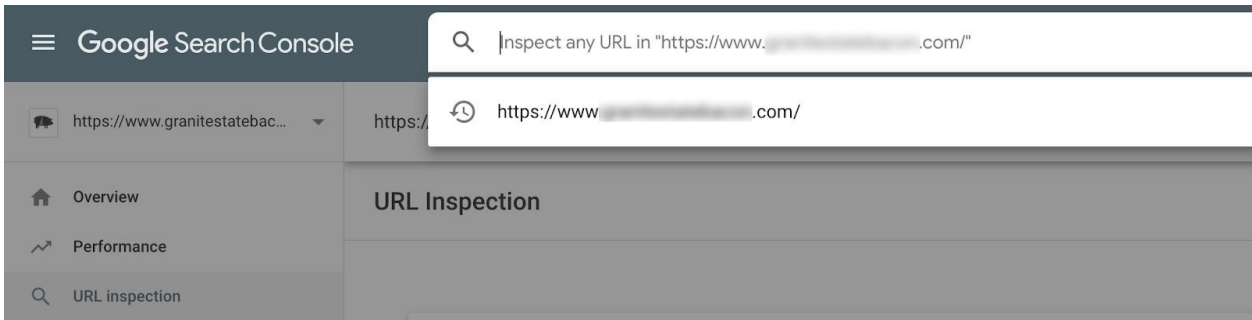 Google Search Console
Inspect any URL in "https://www. .com/"
https://www.granitestatebac...
https:/
https://www .com/
Overview
URL Inspection
Performance
URL inspection